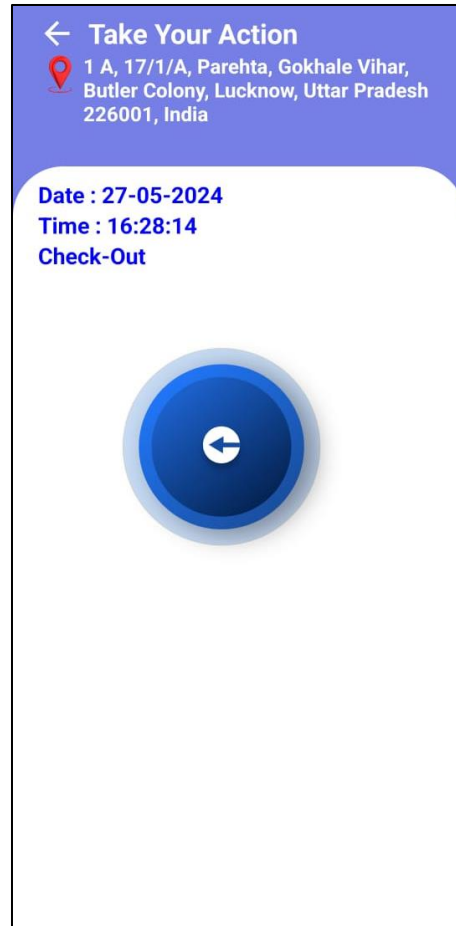 Take Your Action
1 A, 17/1/A, Parehta, Gokhale Vihar,
Butler Colony, Lucknow, Uttar Pradesh
226001, India
Date : 27-05-2024
Time : 16:28:14
Check-Out